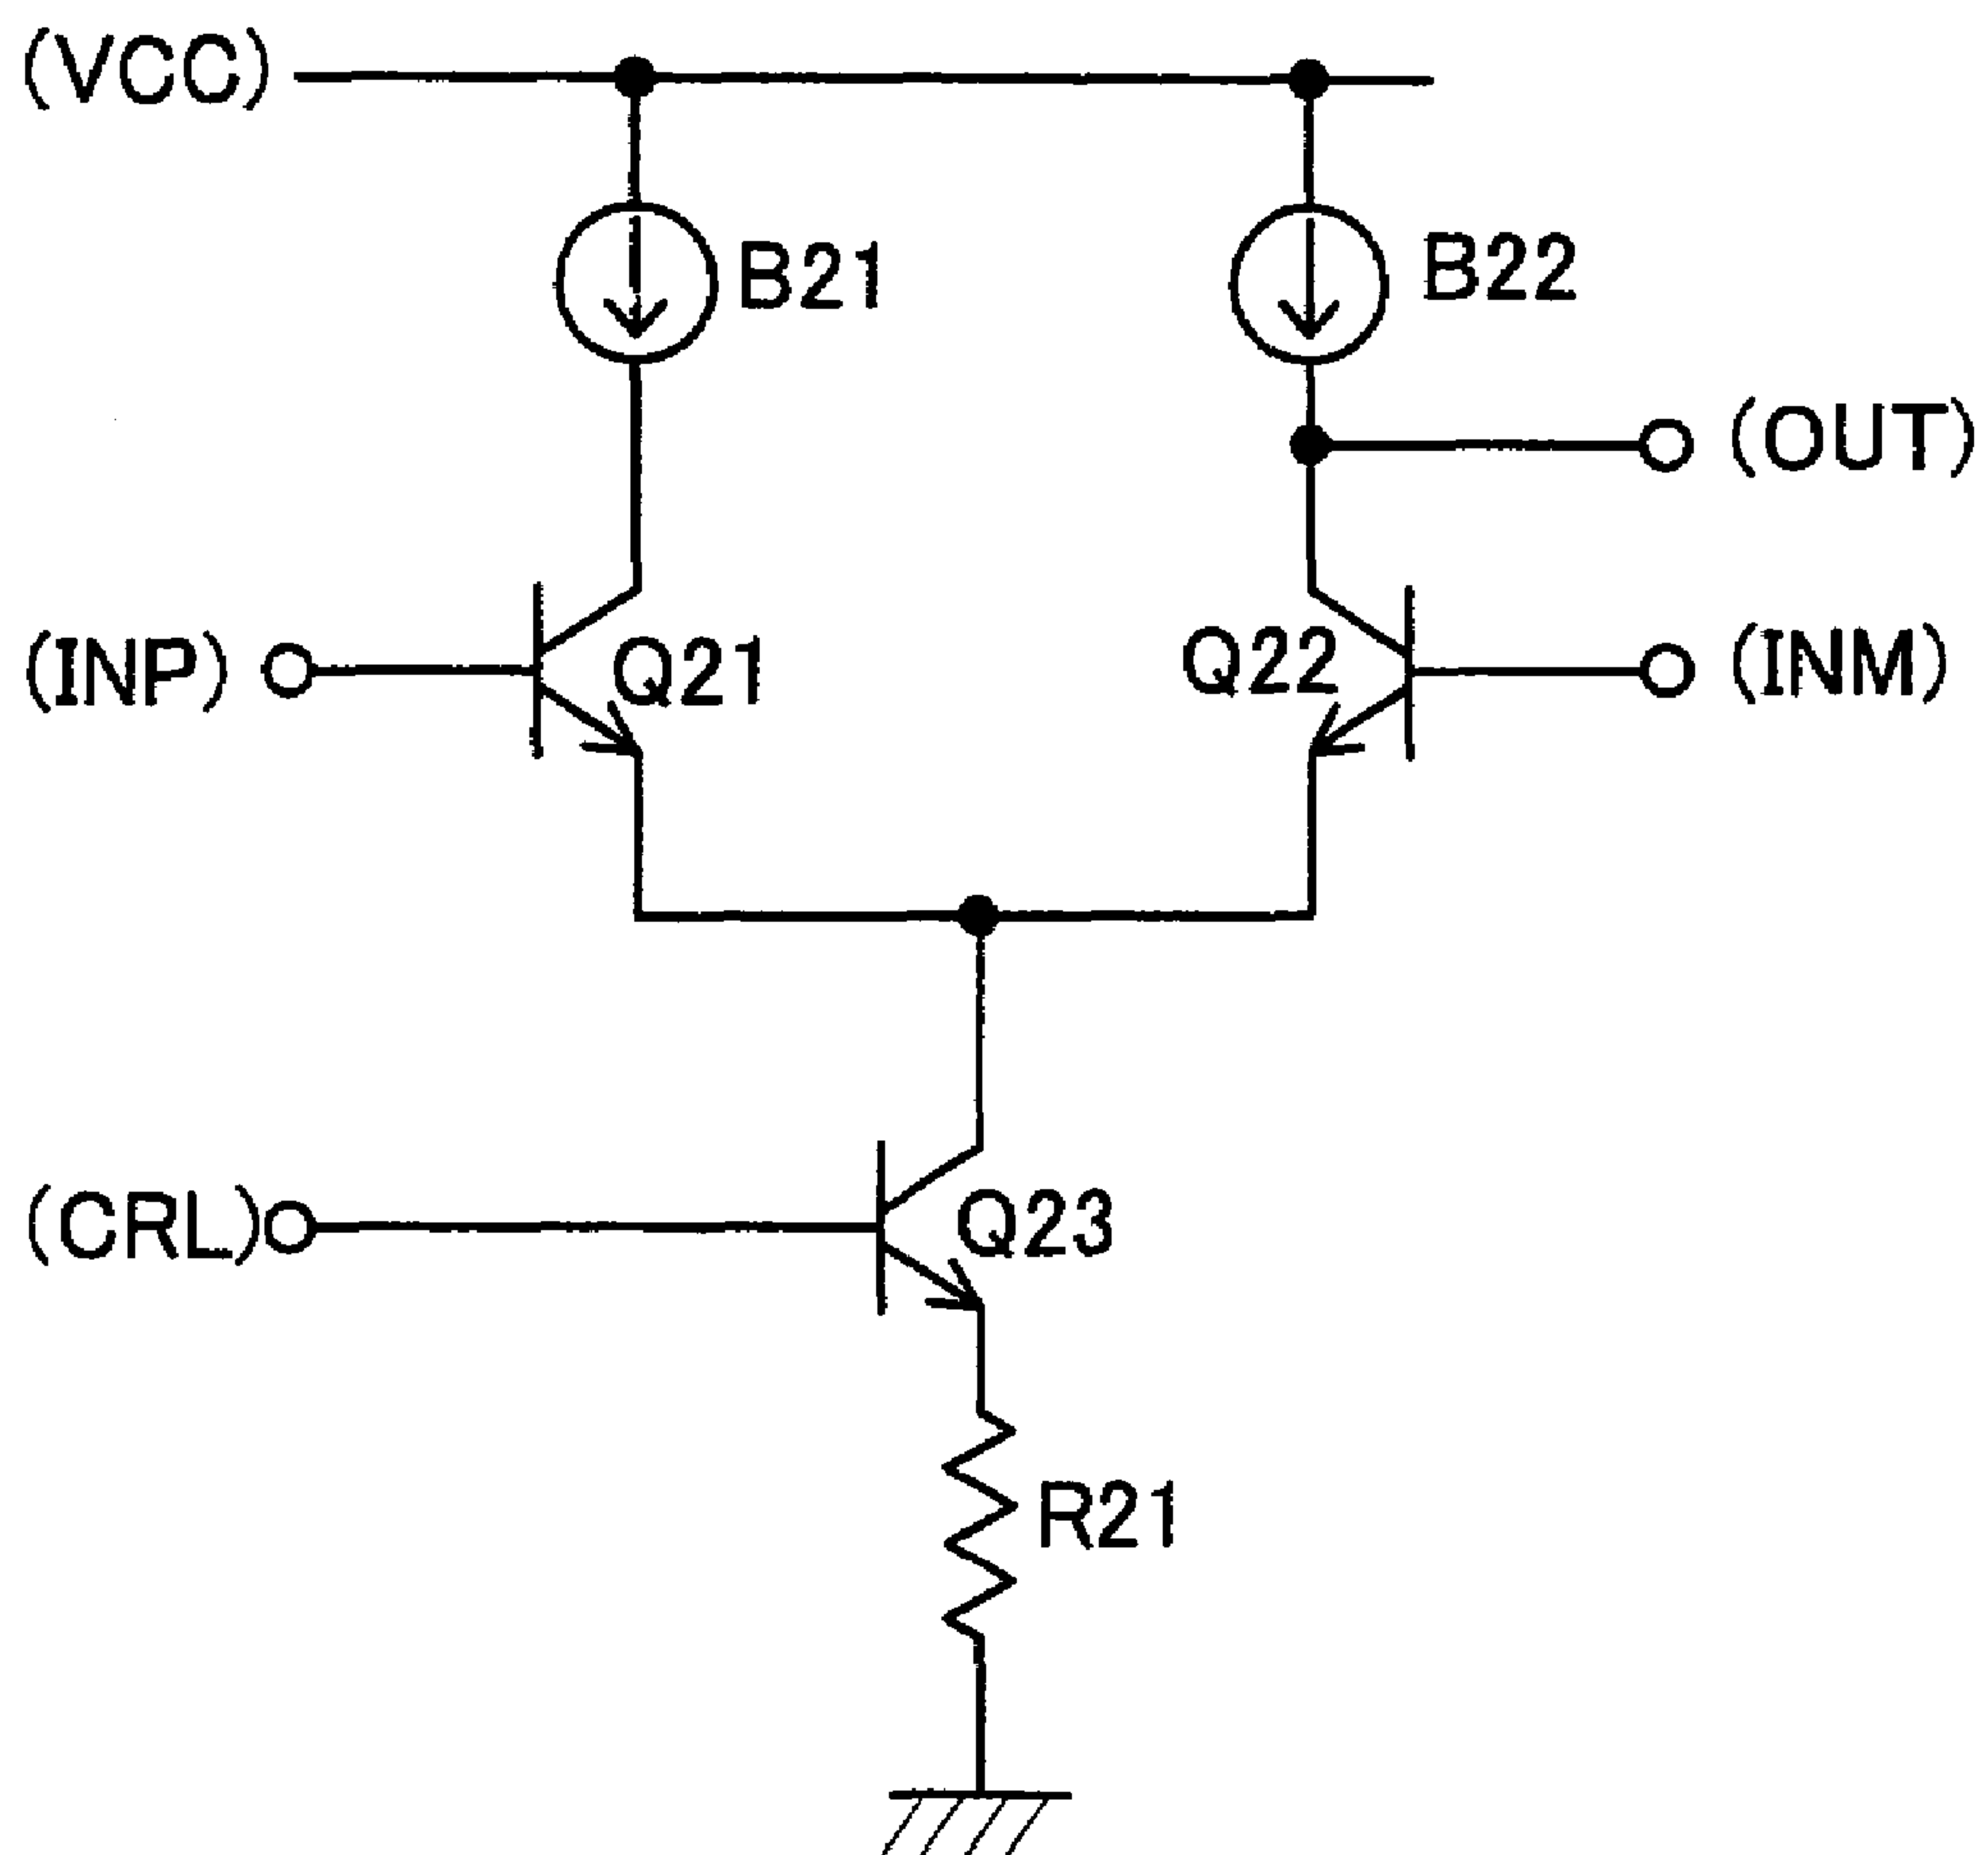 (VCC)
B21
B22
(OUT)
(INP)
Q21
Q22
(INM)
(CRL)
Q23
R21